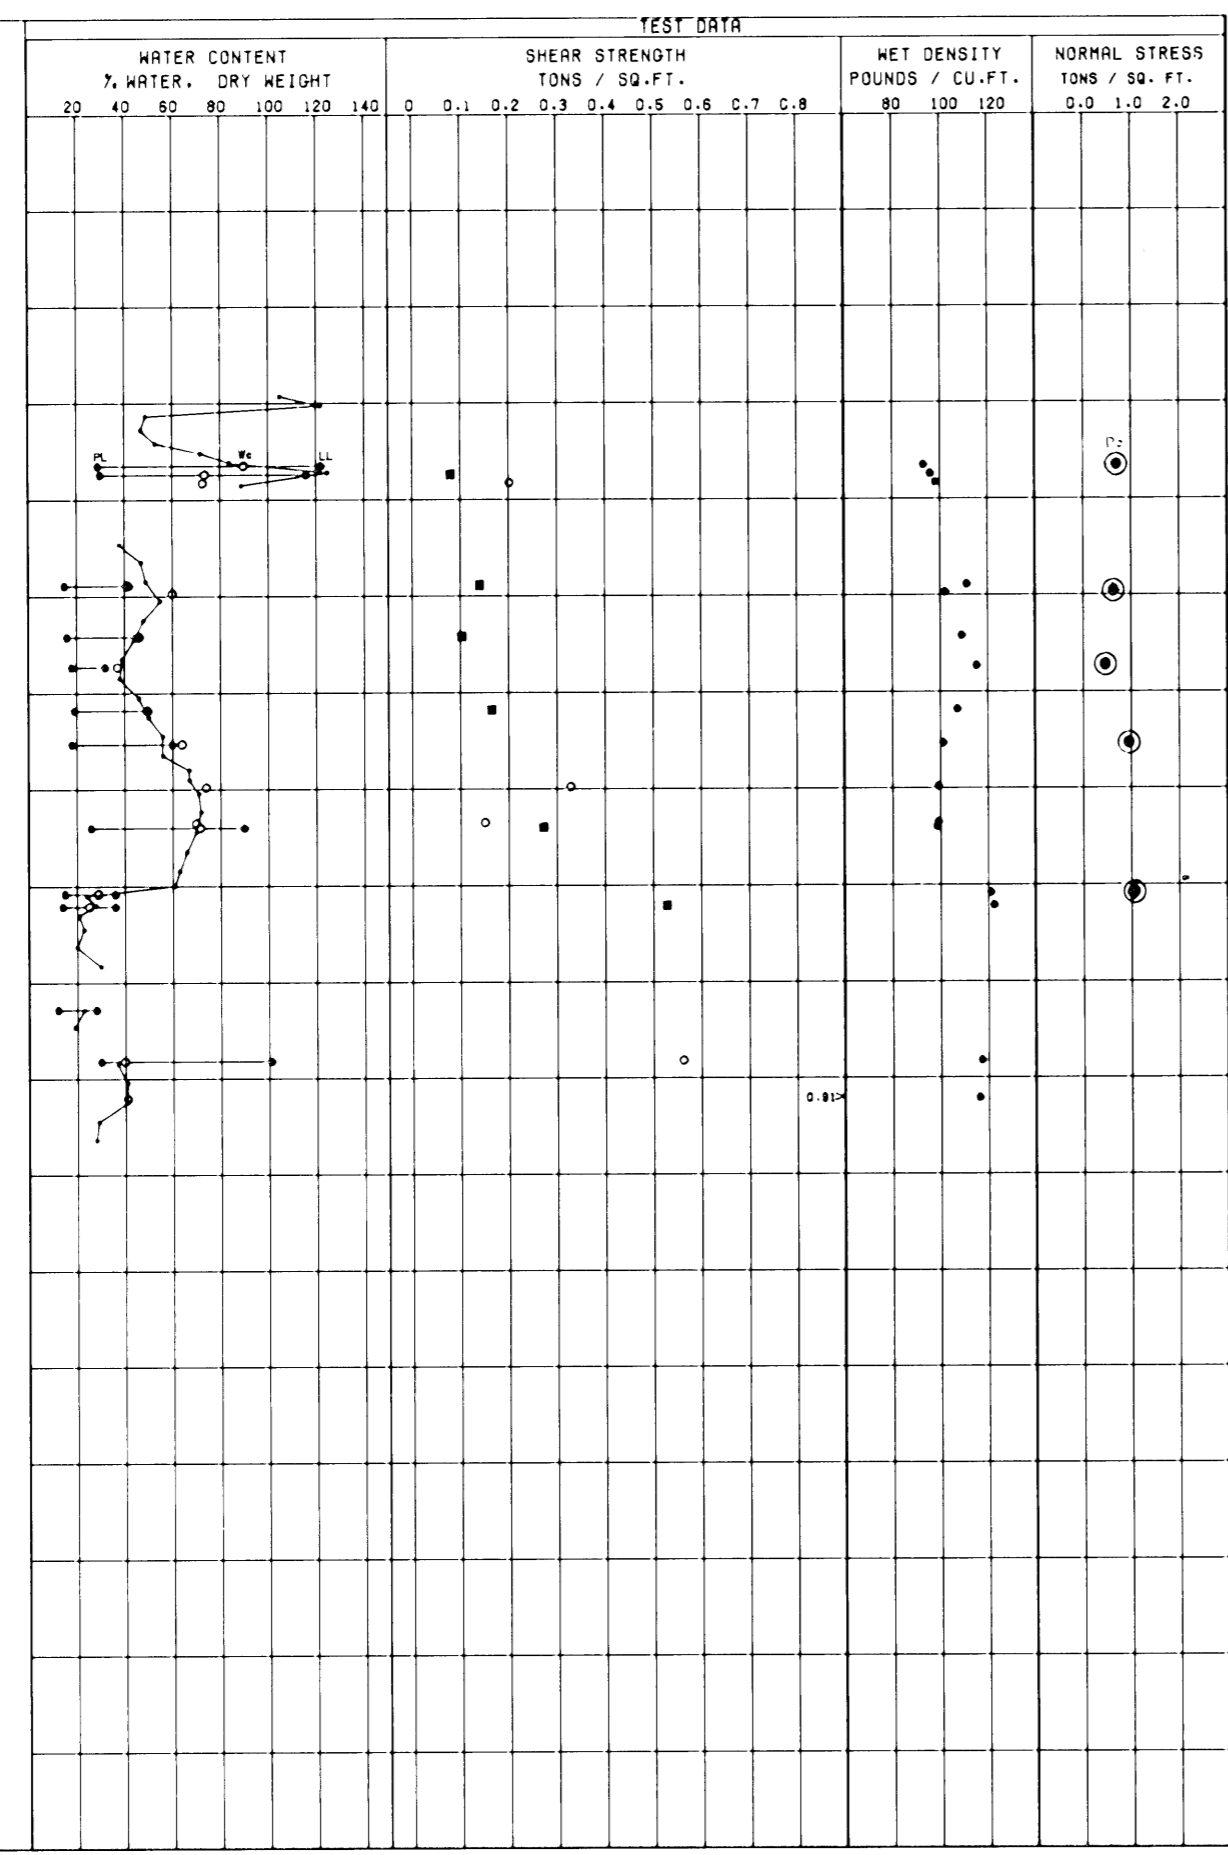 TEST DATA
WATER CONTENT
% WATER, DRY WEIGHT
20 40 60 80 100 120 140
SHEAR STRENGTH
TONS / SQ.FT.
0 0.1 0.2 0.3 0.4 0.5 0.6 0.7 0.8
WET DENSITY
POUNDS / CU.FT.
80 100 120
NORMAL STRESS
TONS / SQ. FT.
0.0 1.0 2.0
PL Wc LL
0.91>